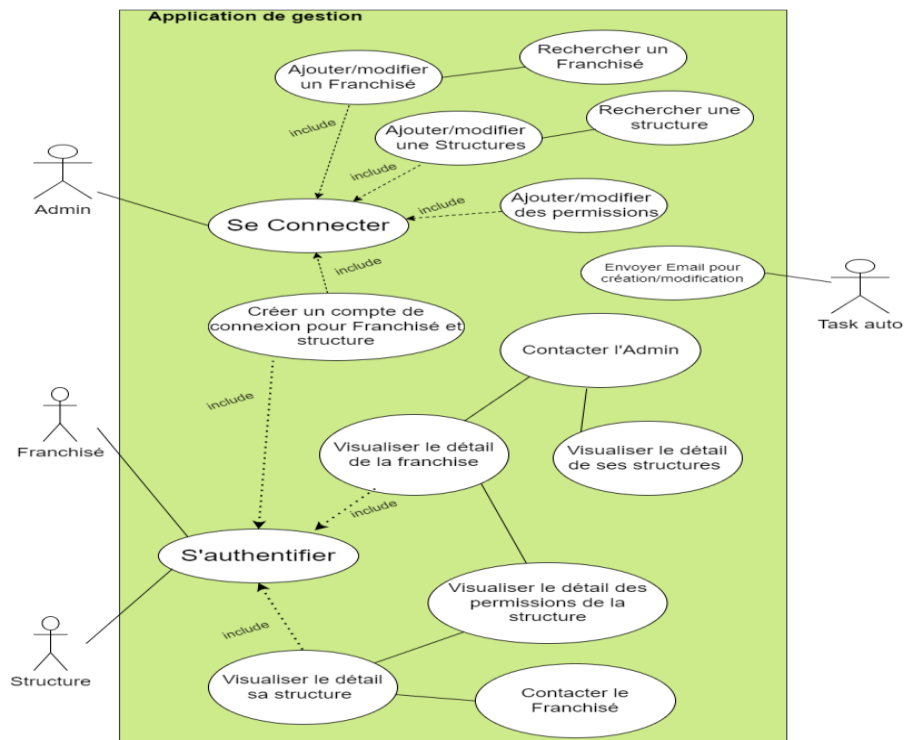 Application de gestion
Rechercher un
Franchisé
Ajouter/modifier
un Franchisé
include
Rechercher une
structure
Ajouter/modifier
une Structures
include
Admin
Ajouter/modifier
des permissions
include
Se Connecter
include
Envoyer Email pour
création/modification
Task auto
Créer un compte de
connexion pour Franchisé et
structure
Contacter l'Admin
include
Franchisé
Visualiser le détail
de la franchise
Visualiser le détail
de ses structures
include
S'authentifier
Visualiser le détail des
permissions de la
structure
include
Structure
Visualiser le détail
sa structure
Contacter le
Franchisé